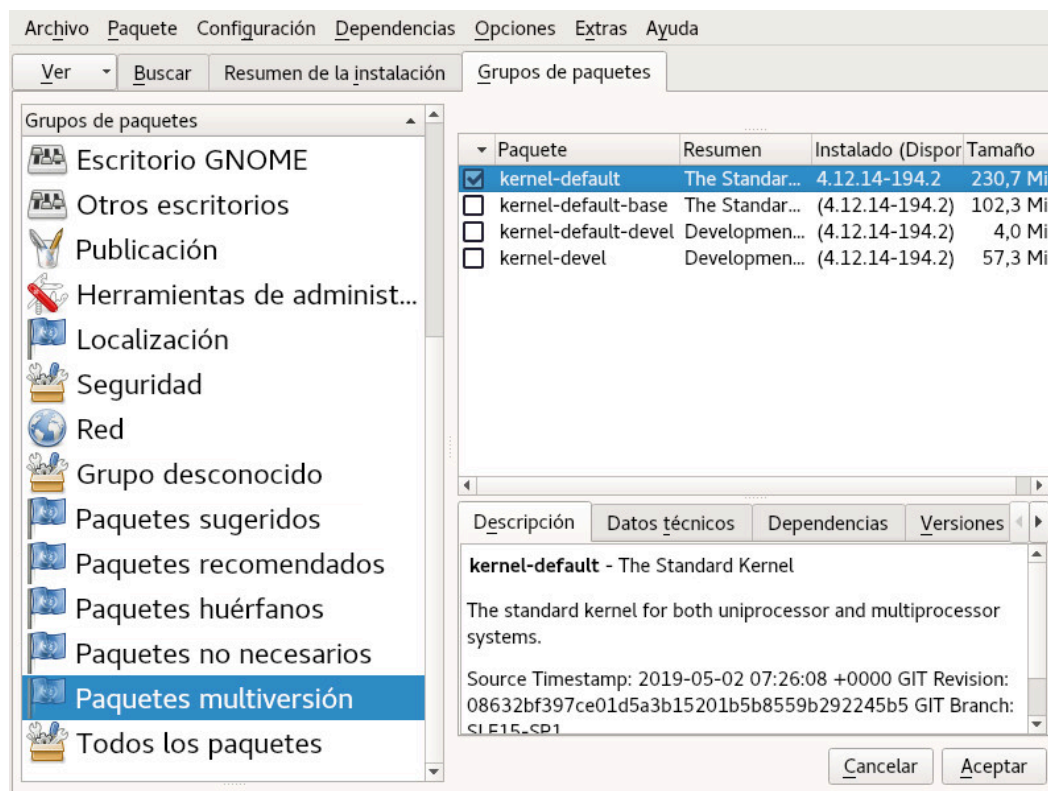 Archivo Paquete Configuración Dependencias Opciones Extras Ayuda
Ver Buscar Resumen de la instalación Grupos de paquetes
Grupos de paquetes
Escritorio GNOME
Otros escritorios
Publicación
Herramientas de administ...
Localización
Seguridad
Red
Grupo desconocido
Paquetes sugeridos
Paquetes recomendados
Paquetes huérfanos
Paquetes no necesarios
Paquetes multiversión
Todos los paquetes
Paquete Resumen Instalado (Dispor Tamaño
kernel-default The Standar... 4.12.14-194.2 230,7 Mi
kernel-default-base The Standar... (4.12.14-194.2) 102,3 Mi
kernel-default-devel Developmen... (4.12.14-194.2) 4,0 Mi
kernel-devel Developmen... (4.12.14-194.2) 57,3 Mi
Descripción Datos técnicos Dependencias Versiones
kernel-default - The Standard Kernel
The standard kernel for both uniprocessor and multiprocessor
systems.
Source Timestamp: 2019-05-02 07:26:08 +0000 GIT Revision:
08632bf397ce01d5a3b15201b5b8559b292245b5 GIT Branch:
SLE15-SP1
Cancelar Aceptar